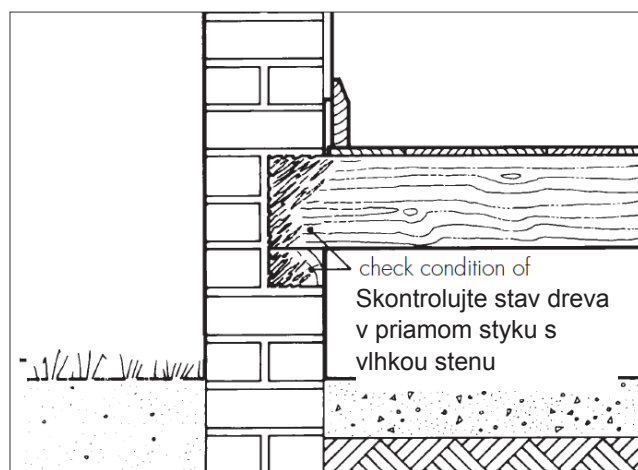 check condition of
Skontrolujte stav dreva
v priamom styku s
vlhkou stenu